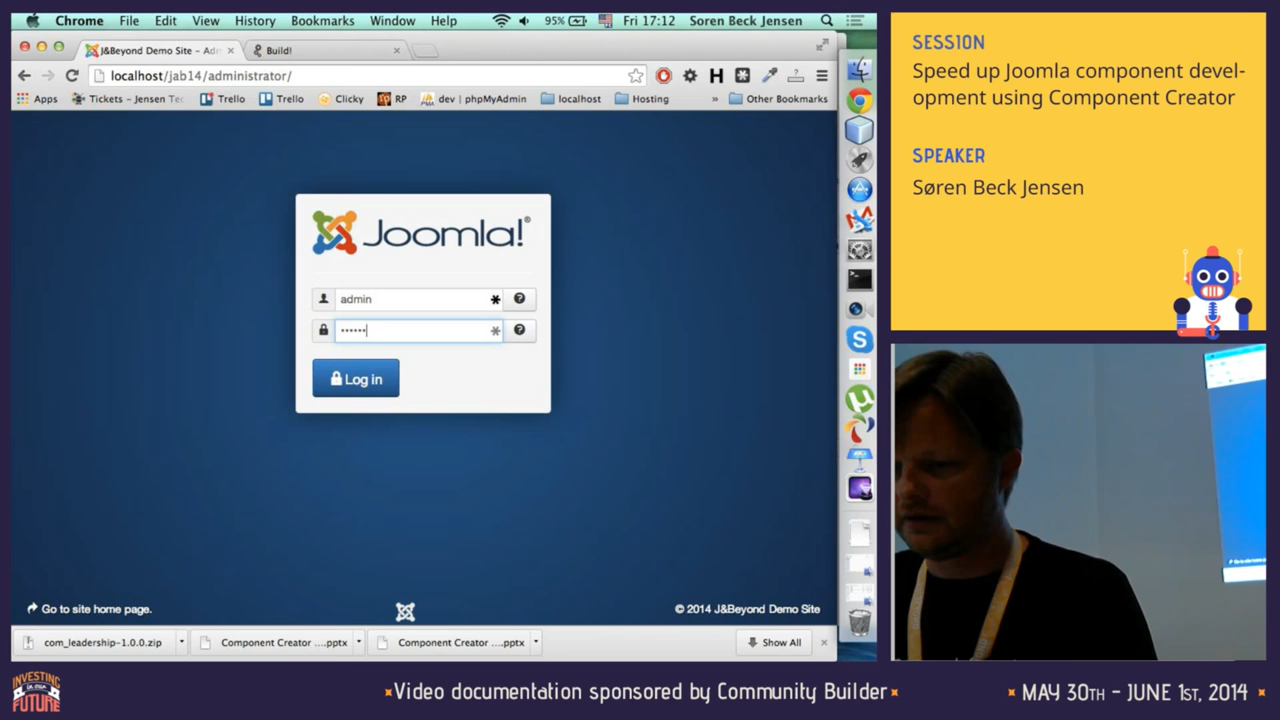 Chrome File Edit View History Bookmarks Window Help 95% Fri 17:12 Soren Beck Jensen
J&Beyond Demo Site - Adm
Build!
localhost/jab14/administrator/
Apps Tickets - Jensen Tec Trello Trello Clicky RP dev | phpMyAdmin localhost Hosting » Other Bookmarks
Joomla!®
admin
••••••
Log in
Go to site home page.
© 2014 J&Beyond Demo Site
com_leadership-1.0.0.zip Component Creator ....pptx Component Creator ....pptx Show All
SESSION
Speed up Joomla component devel-
opment using Component Creator
SPEAKER
Søren Beck Jensen
INVESTING
IN OUR
FUTURE
Video documentation sponsored by Community Builder
MAY 30TH - JUNE 1ST, 2014